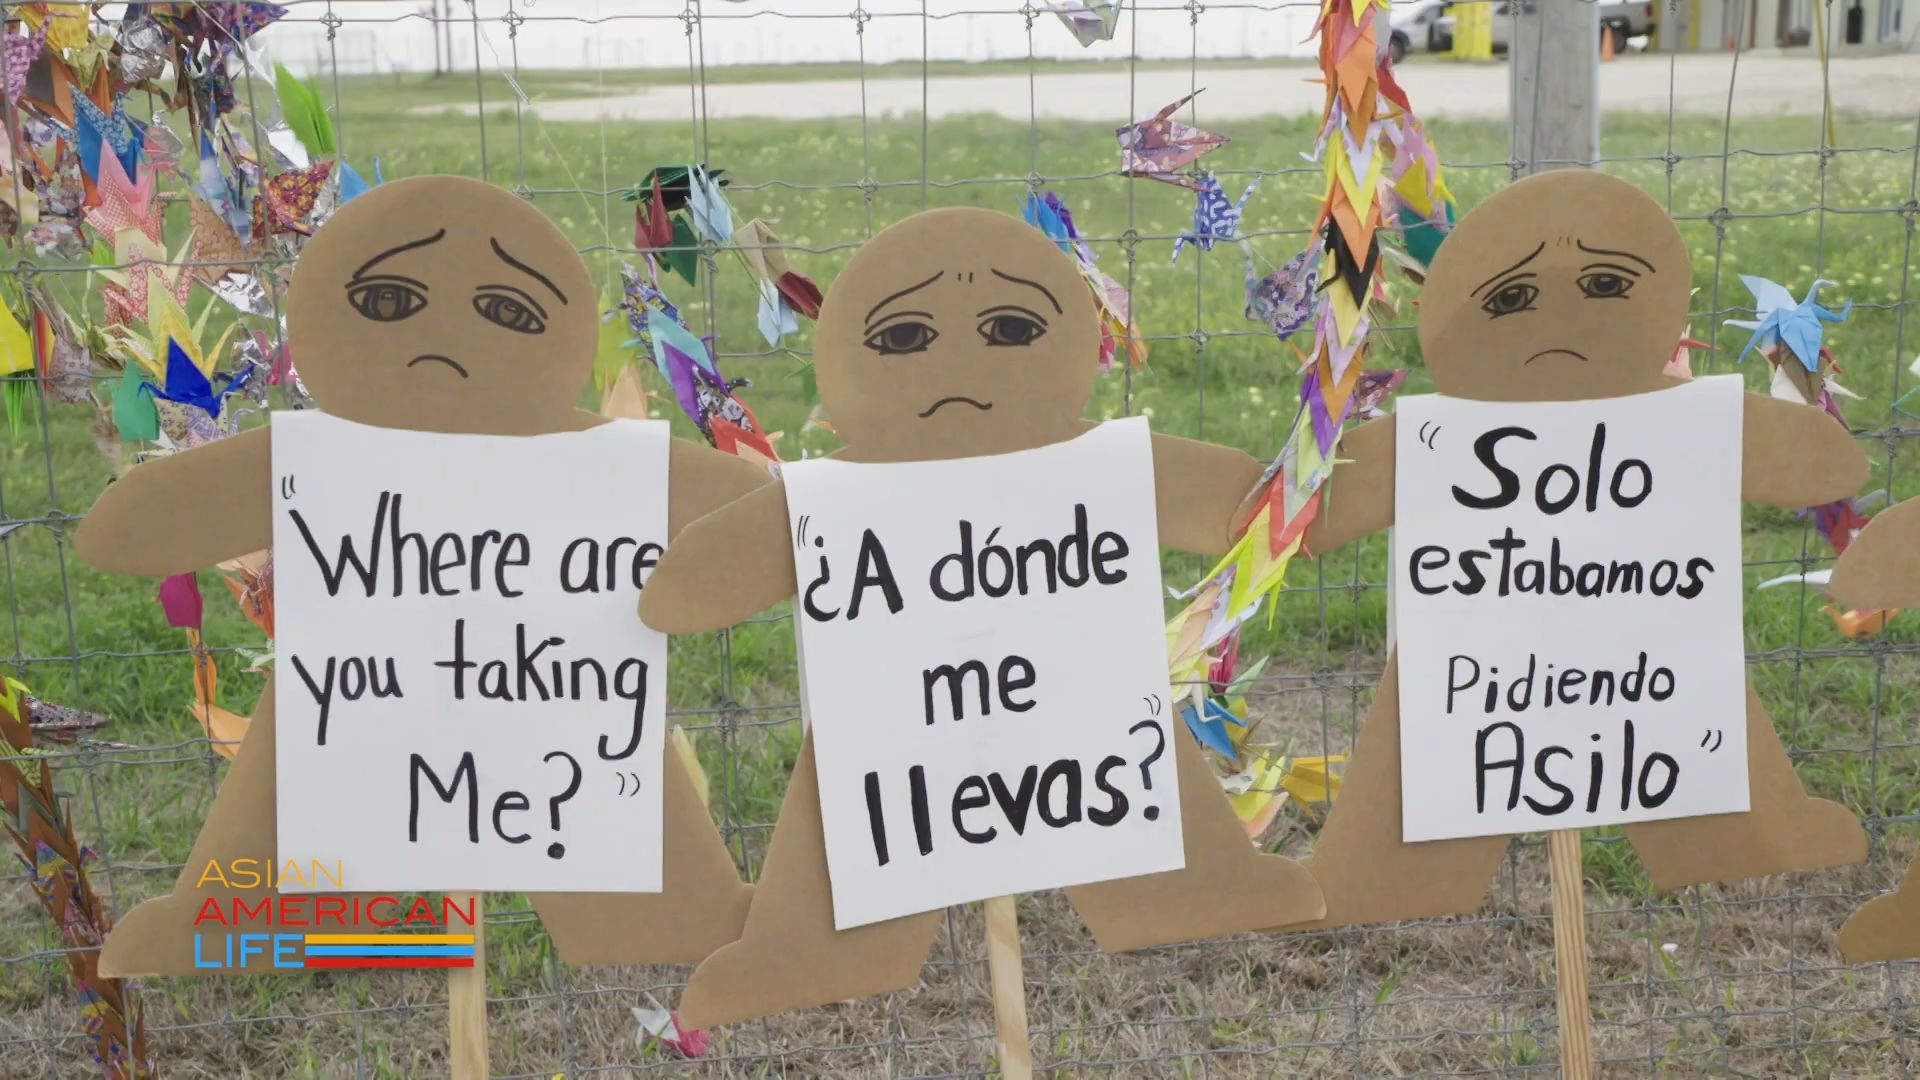 “Where are
you taking
Me?”
“¿A dónde
me
llevas?”
“Solo
estabamos
Pidiendo
Asilo”
ASIAN
AMERICAN
LIFE